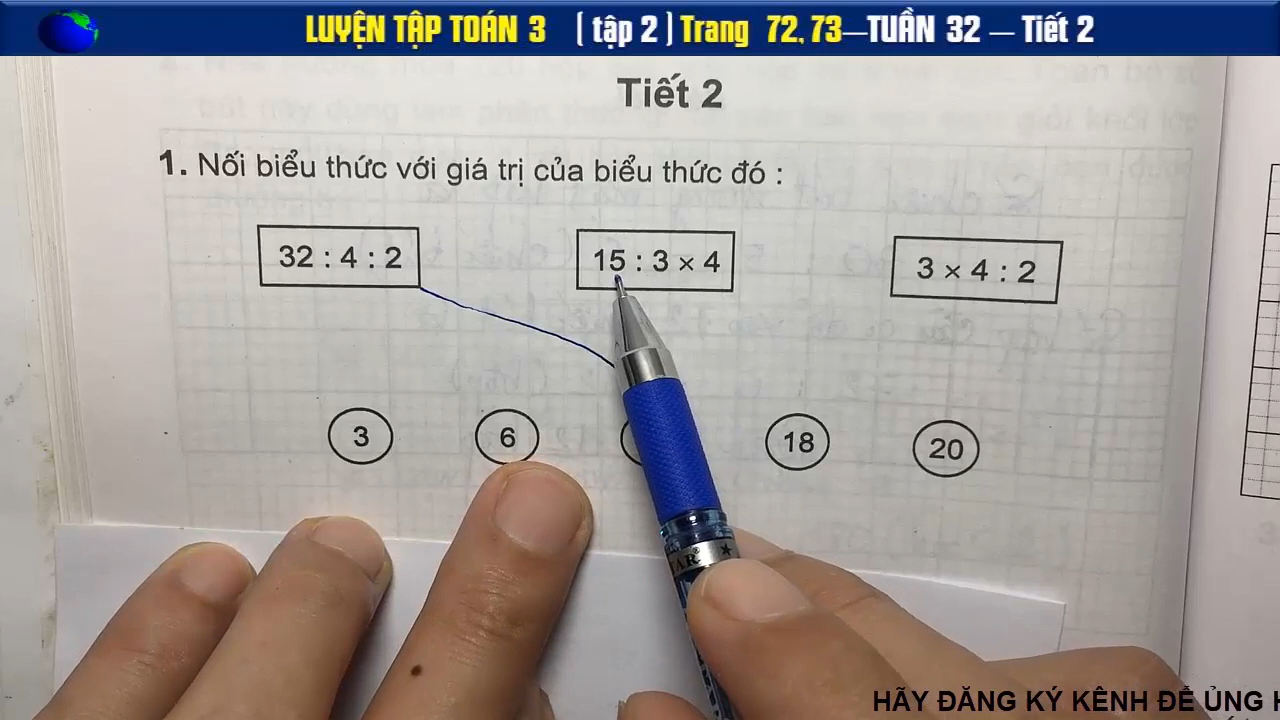 LUYỆN TẬP TOÁN 3 ( tập 2 ) Trang 72, 73–TUẦN 32 – Tiết 2
Tiết 2
1. Nối biểu thức với giá trị của biểu thức đó :
32 : 4 : 2
15 : 3 × 4
3 × 4 : 2
3
6
18
20
HÃY ĐĂNG KÝ KÊNH ĐỂ ỦNG H